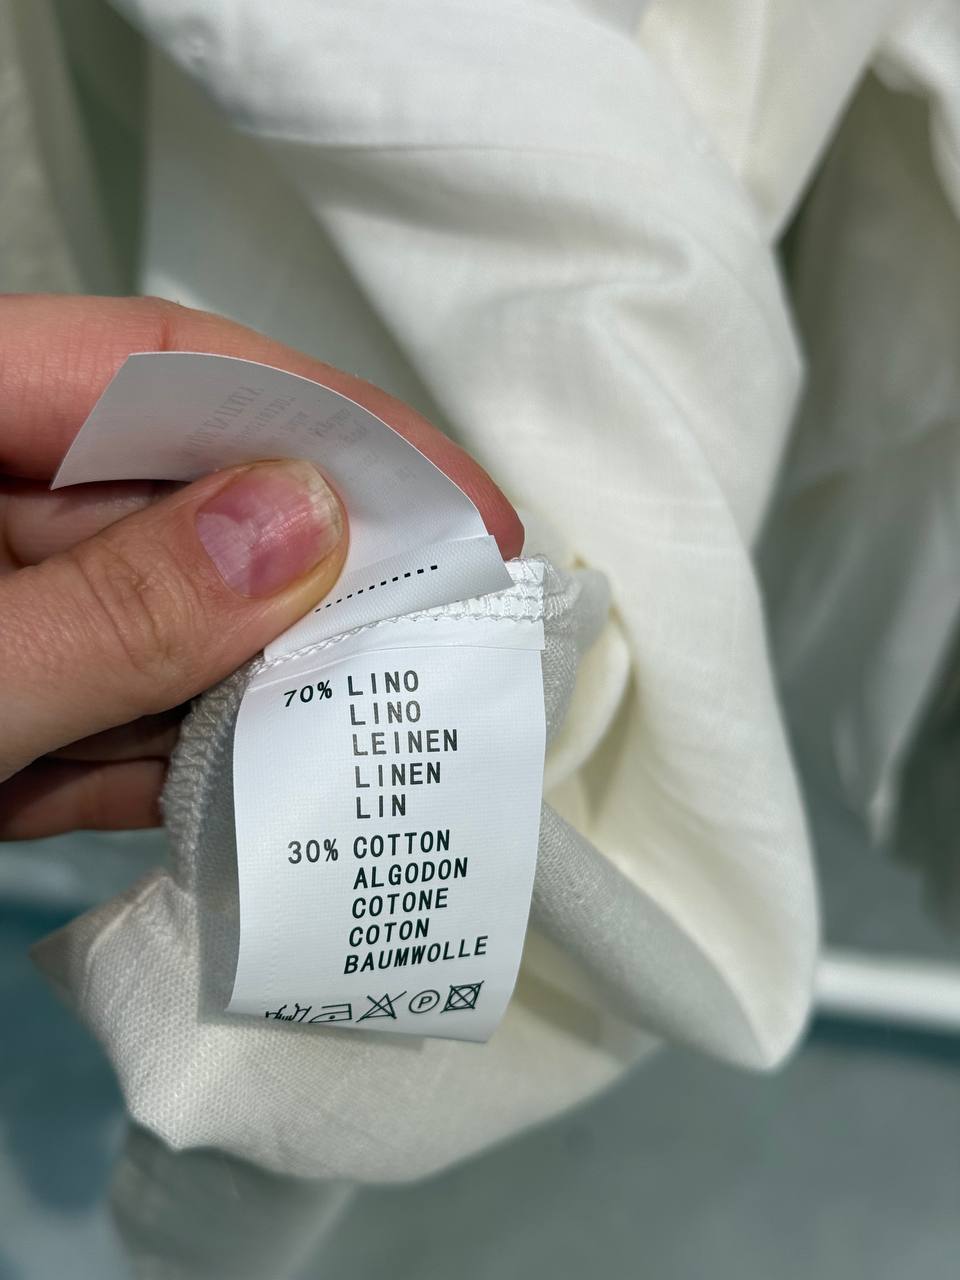 70% LINO
LINO
LEINEN
LINEN
LIN
30% COTTON
ALGODON
COTONE
COTON
BAUMWOLLE
P